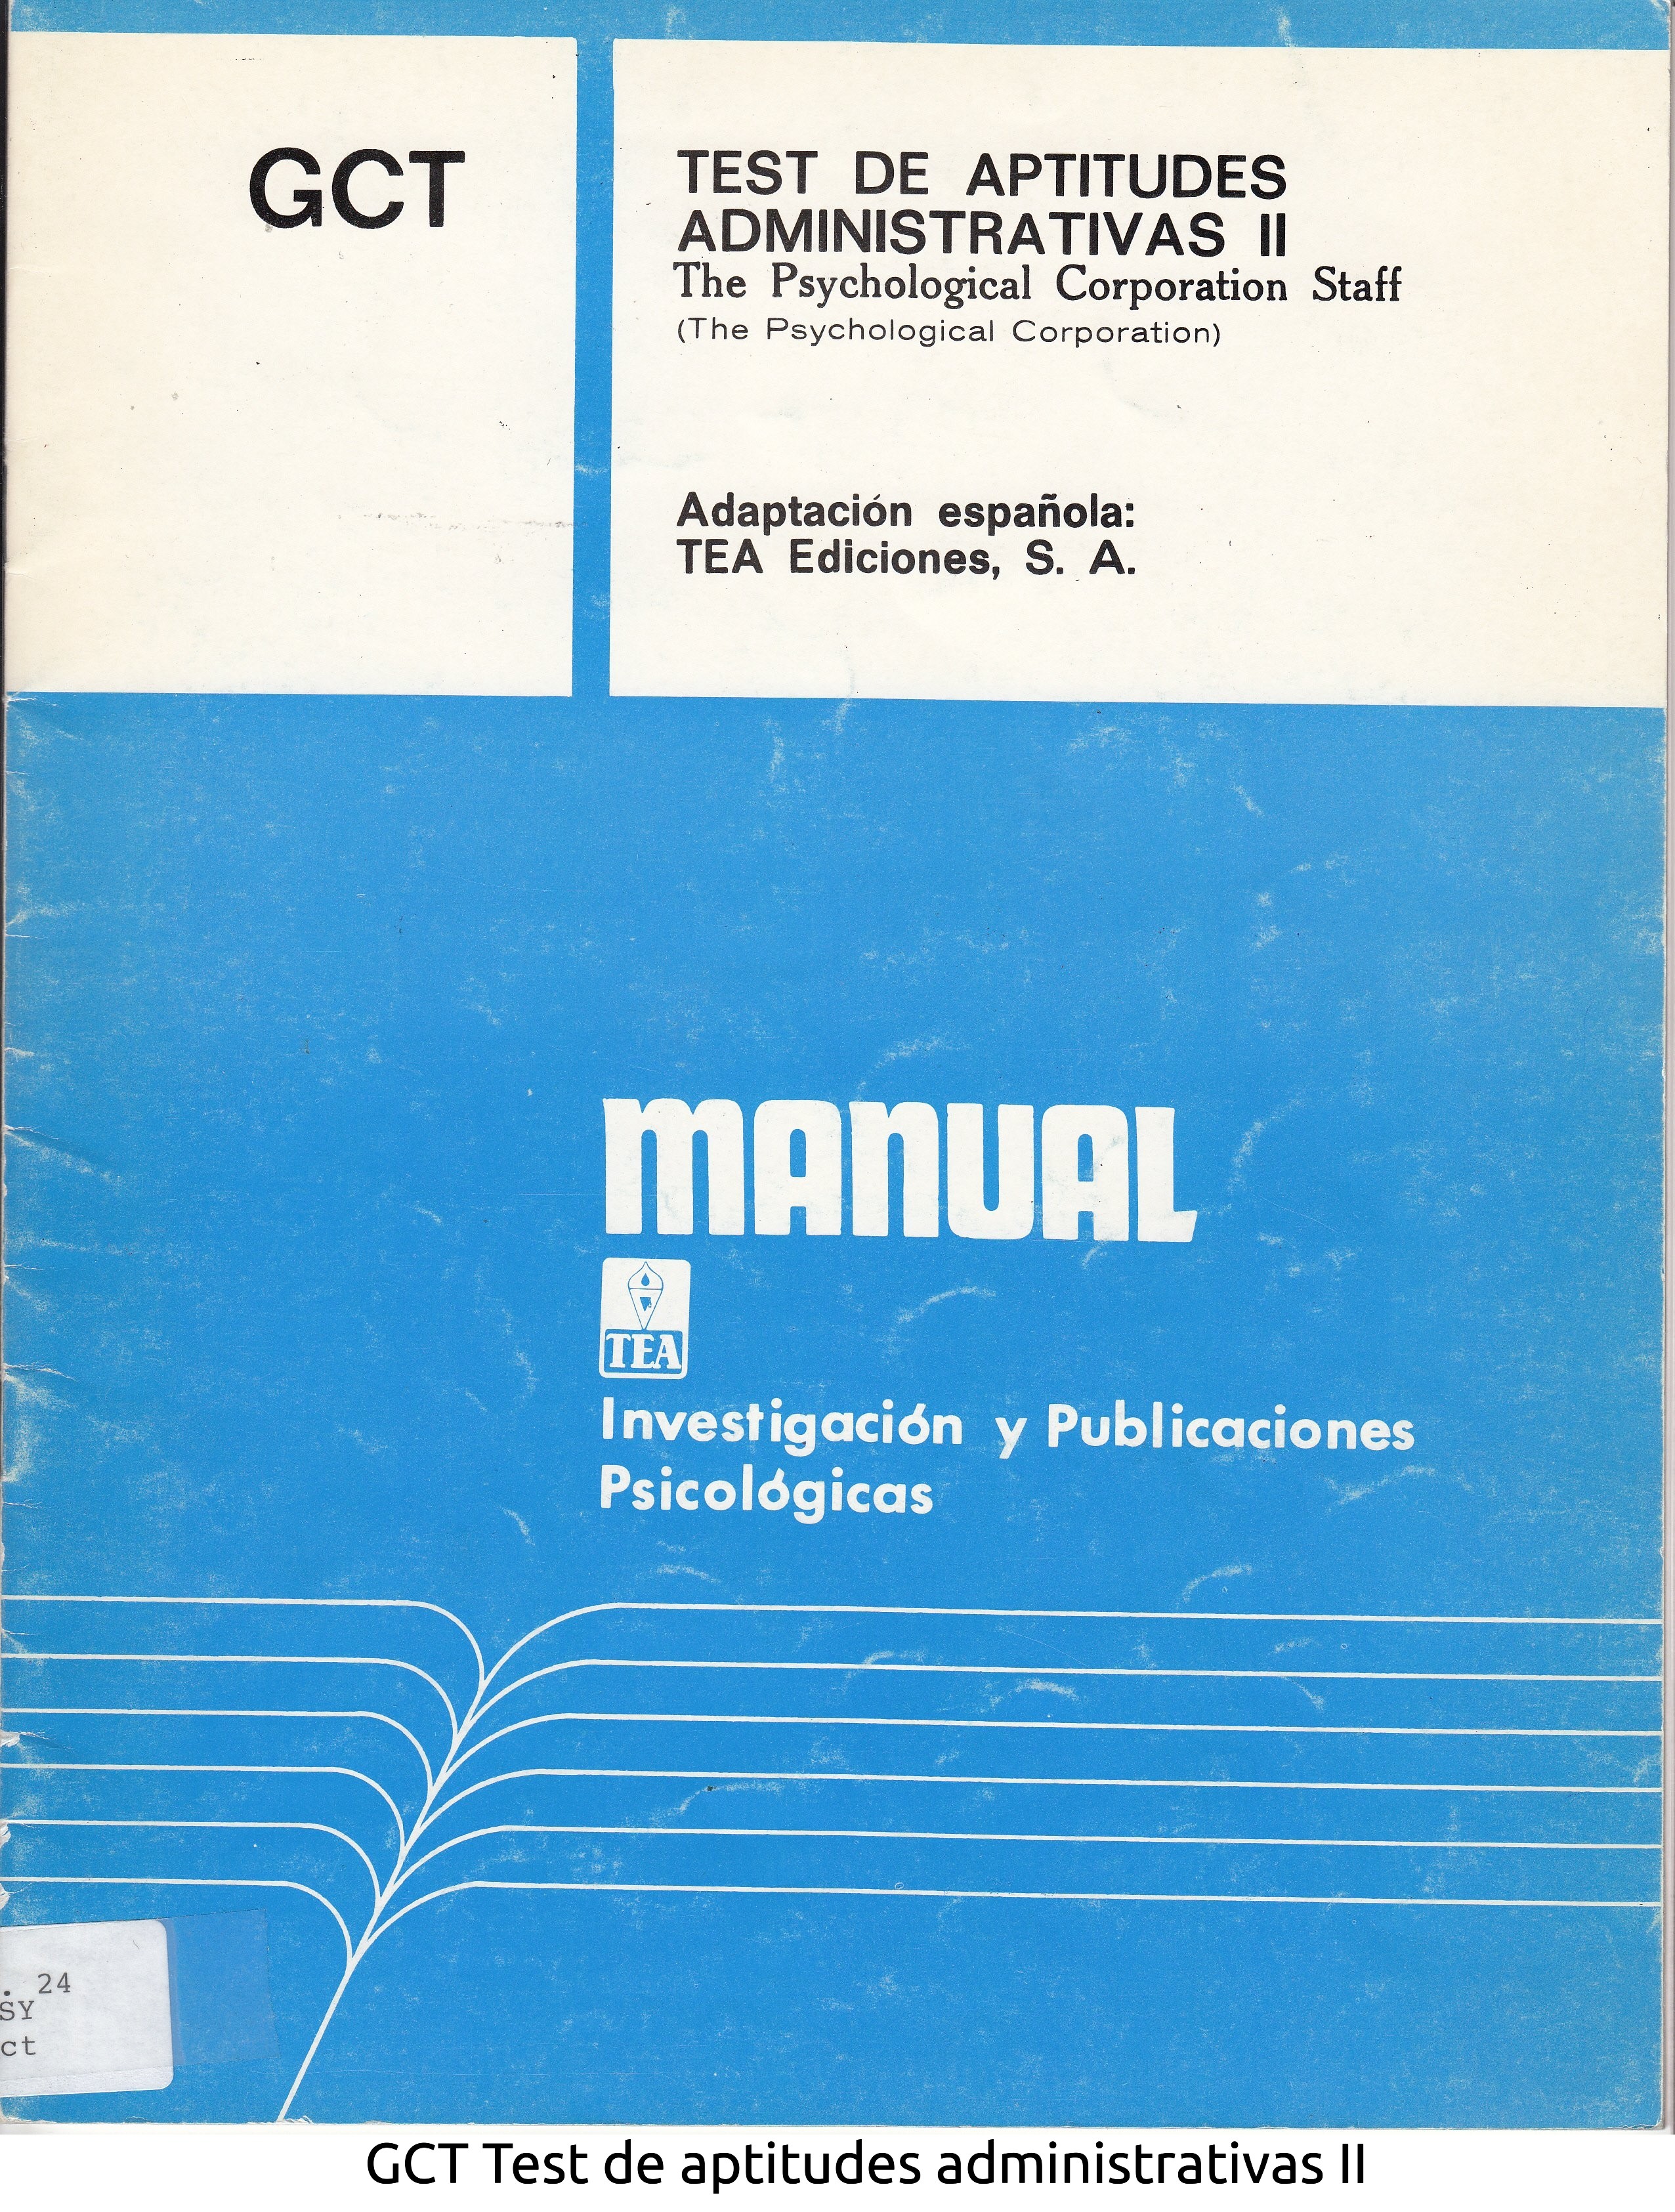 GCT
TEST DE APTITUDES
ADMINISTRATIVAS II
The Psychological Corporation Staff
(The Psychological Corporation)
Adaptación española:
TEA Ediciones, S. A.
MANUAL
TEA
Investigación y Publicaciones
Psicológicas
. 24
SY
ct
GCT Test de aptitudes administrativas II